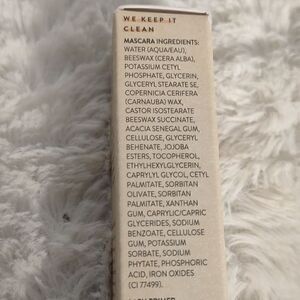 WE KEEP IT
CLEAN
MASCARA INGREDIENTS:
WATER (AQUA/EAU),
BEESWAX (CERA ALBA),
POTASSIUM CETYL
PHOSPHATE, GLYCERIN,
GLYCERYL STEARATE SE,
COPERNICIA CERIFERA
(CARNAUBA) WAX,
CASTOR ISOSTEARATE
BEESWAX SUCCINATE,
ACACIA SENEGAL GUM,
CELLULOSE, GLYCERYL
BEHENATE, JOJOBA
ESTERS, TOCOPHEROL,
ETHYLHEXYLGLYCERIN,
CAPRYLYL GLYCOL, CETYL
PALMITATE, SORBITAN
OLIVATE, SORBITAN
PALMITATE, XANTHAN
GUM, CAPRYLIC/CAPRIC
GLYCERIDES, SODIUM
BENZOATE, CELLULOSE
GUM, POTASSIUM
SORBATE, SODIUM
PHYTATE, PHOSPHORIC
ACID, IRON OXIDES
(CI 77499).